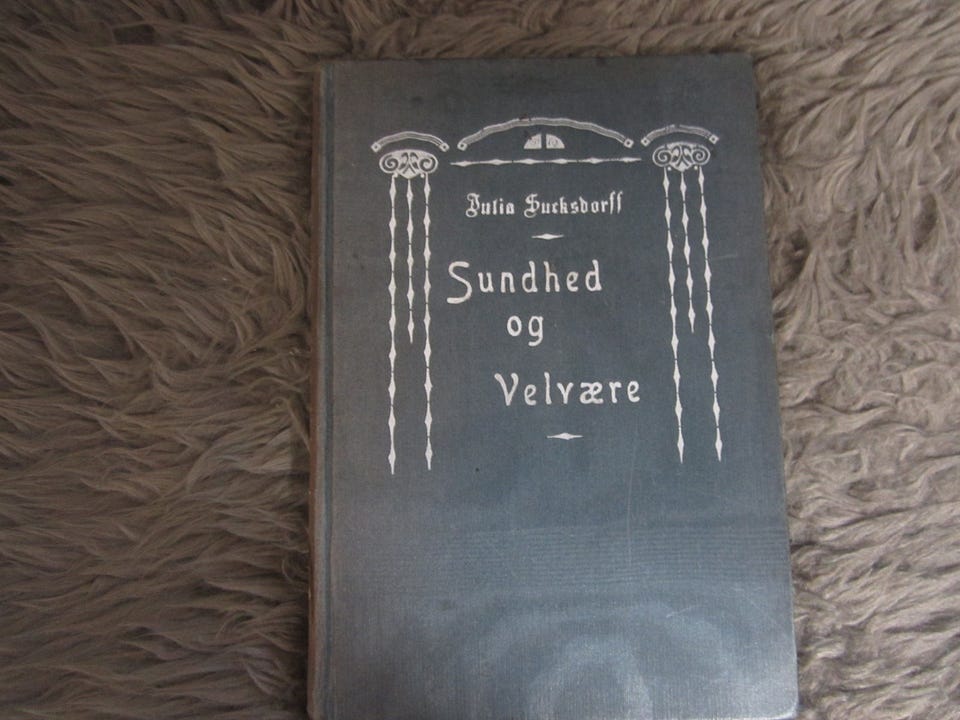 Julia Sucksdorff
Sundhed
og
Velvære